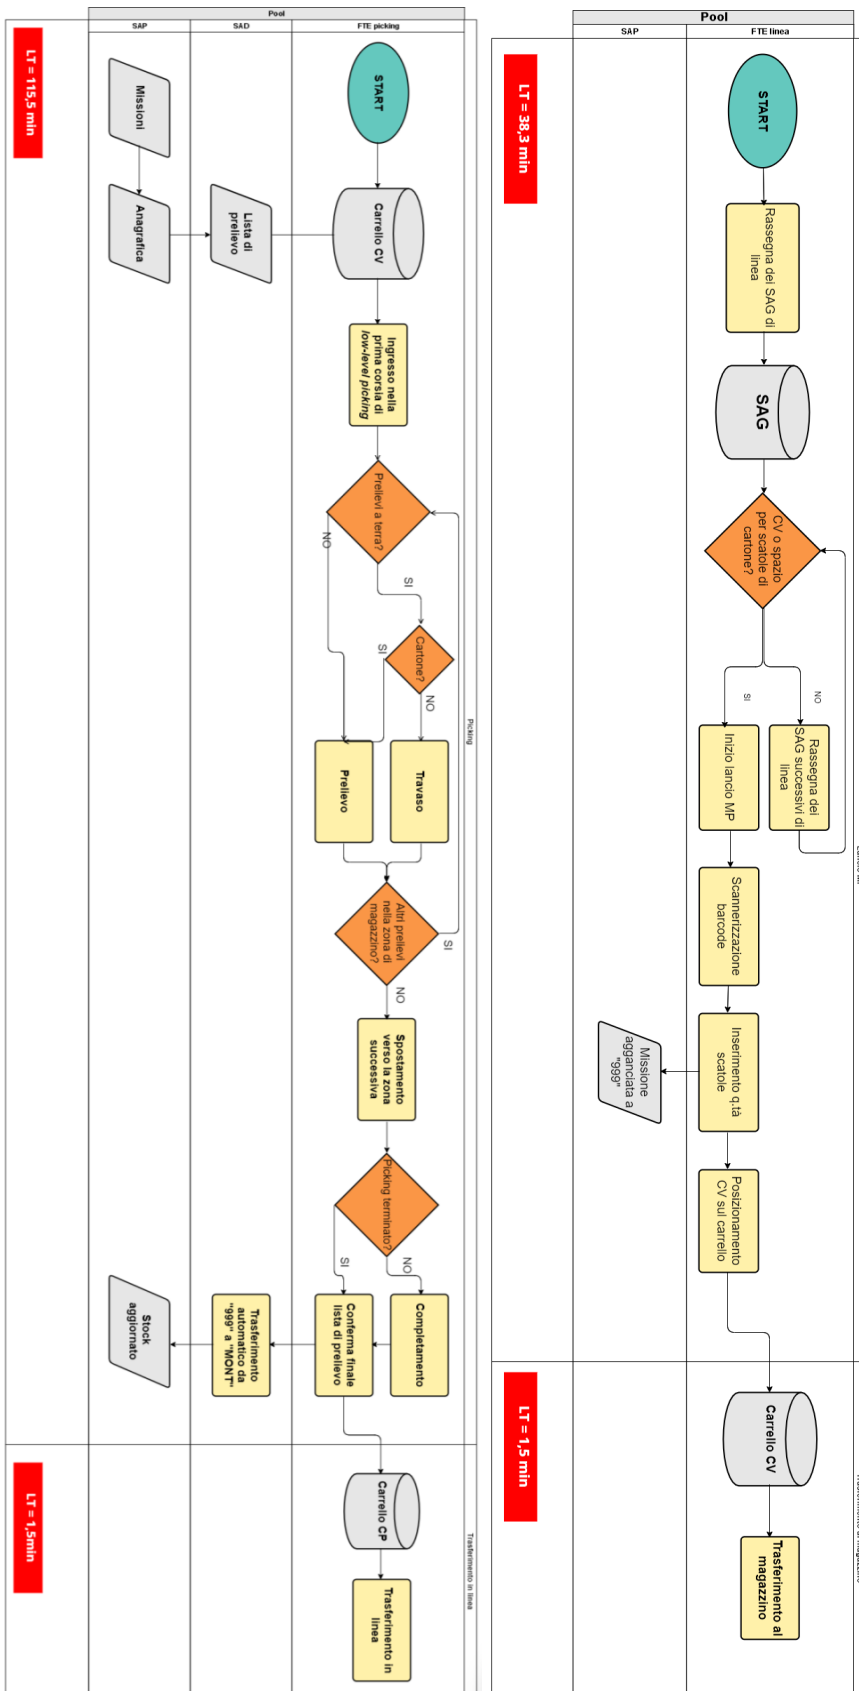 Pool
SAP
SAD
FTE picking
LT = 115,5 min
START
Missioni
Anagrafica
Lista di
prelievo
Carrello CV
Ingresso nella
prima corsia di
low-level picking
Prelievi a terra?
NO
SI
Cartone?
SI
NO
Picking
Prelievo
Travaso
Altri prelievi
nella zona di
magazzino?
SI
NO
Spostamento
verso la zona
successiva
Picking terminato?
NO
SI
Completamento
Conferma finale
lista di prelievo
Trasferimento
automatico da
"999" a "MONT"
Stock
aggiornato
LT = 1,5min
Carrello CP
Trasferimento in linea
Trasferimento in
linea
Pool
SAP
FTE linea
LT = 38,3 min
START
Rassegna dei SAG di
linea
SAG
CV o spazio
per scatole di
cartone?
SI
NO
Inizio lancio MP
Rassegna dei
SAG successivi di
linea
Scannerizzazione
barcode
Inserimento q.tà
scatole
Missione
agganciata a
"999"
Posizionamento
CV sul carrello
LT = 1,5 min
Carrello CV
Trasferimento al
magazzino